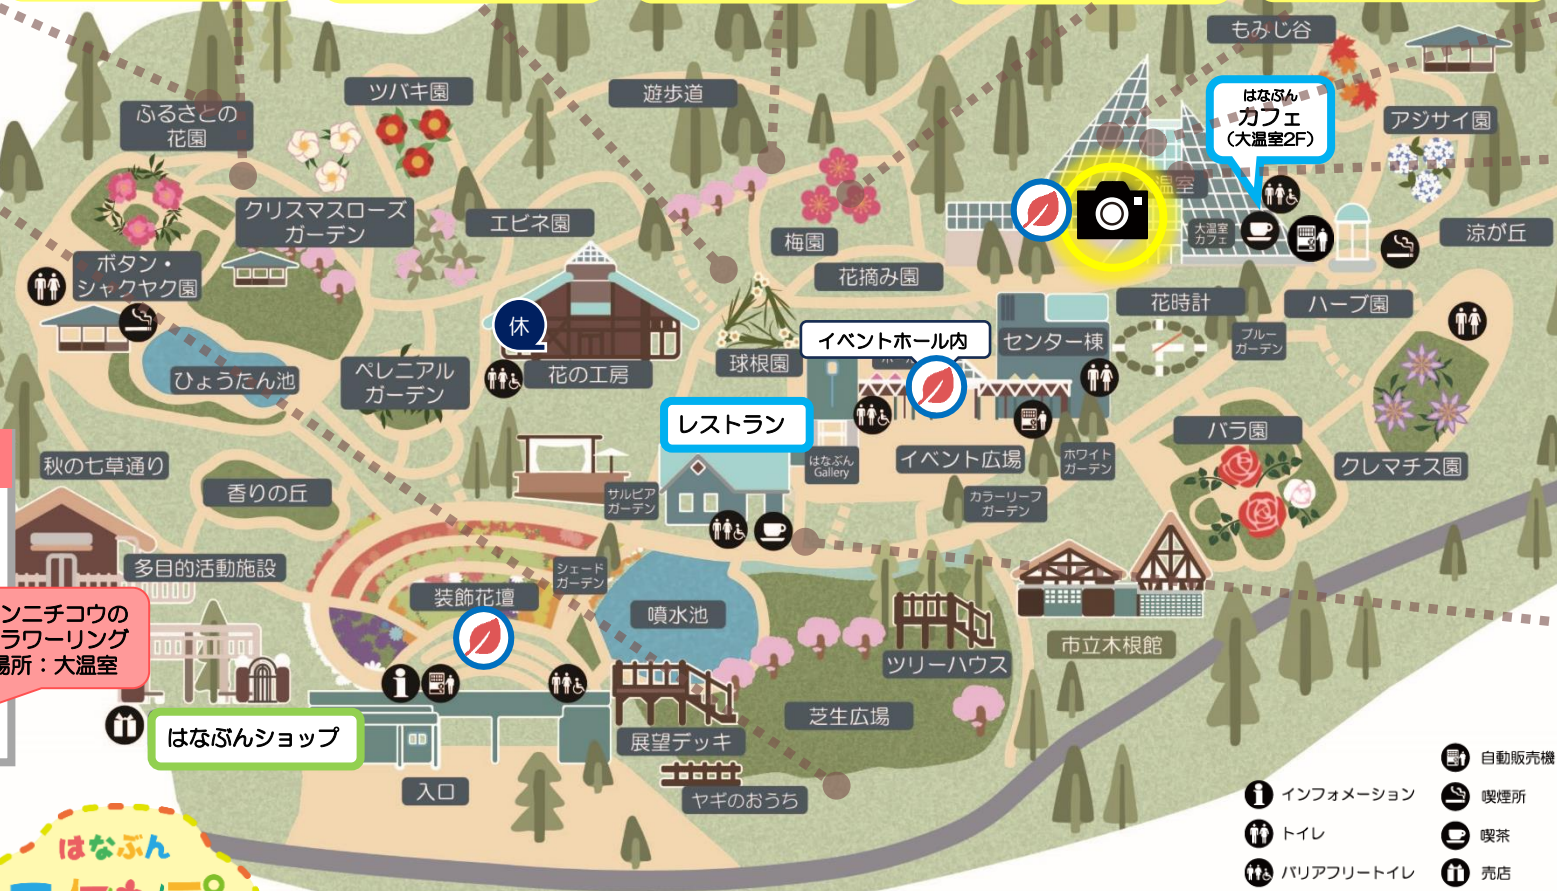 もみじ谷
はなぶん
カフェ
(大温室2F)
ツバキ園
遊歩道
ふるさとの
花園
アジサイ園
温室
クリスマスローズ
ガーデン
エビネ園
梅園
大温室
カフェ
涼が丘
ボタン・
シャクヤク園
花摘み園
花時計
ハーブ園
休
イベントホール内
センター棟
ブルー
ガーデン
ひょうたん池
ペレニアル
ガーデン
花の工房
球根園
レストラン
バラ園
秋の七草通り
香りの丘
サルビア
ガーデン
はなぶん
Gallery
イベント広場
ホワイト
ガーデン
クレマチス園
カラーリーフ
ガーデン
多目的活動施設
シェード
ガーデン
装飾花壇
噴水池
ンニチコウの
ラワーリング
場所：大温室
ツリーハウス
市立木根館
はなぶんショップ
展望デッキ
芝生広場
入口
ヤギのおうち
自動販売機
インフォメーション
喫煙所
トイレ
喫茶
バリアフリートイレ
売店
はなぶん